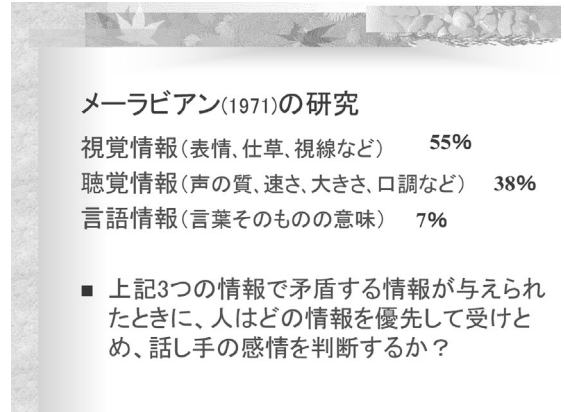 メーラビアン(1971)の研究
視覚情報(表情、仕草、視線など) 55%
聴覚情報(声の質、速さ、大きさ、口調など) 38%
言語情報(言葉そのものの意味) 7%
■ 上記3つの情報で矛盾する情報が与えられ
たときに、人はどの情報を優先して受けと
め、話し手の感情を判断するか?